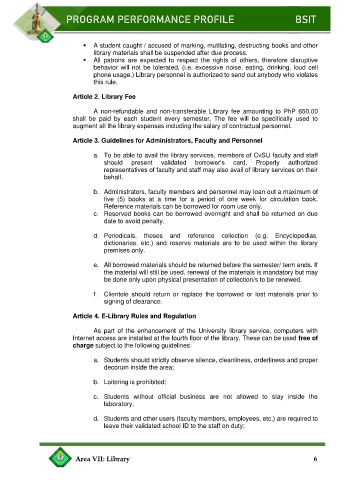 PROGRAM PERFORMANCE PROFILE BSIT
▪ A student caught / accused of marking, mutilating, destructing books and other
library materials shall be suspended after due process.
▪ All patrons are expected to respect the rights of others, therefore disruptive
behavior will not be tolerated, (i.e. excessive noise, eating, drinking, loud cell
phone usage.) Library personnel is authorized to send out anybody who violates
this rule.
Article 2. Library Fee
A non-refundable and non-transferable Library fee amounting to PhP 650.00
shall be paid by each student every semester. The fee will be specifically used to
augment all the library expenses including the salary of contractual personnel.
Article 3. Guidelines for Administrators, Faculty and Personnel
a. To be able to avail the library services, members of CvSU faculty and staff
should present validated borrower's card. Properly authorized
representatives of faculty and staff may also avail of library services on their
behalf.
b. Administrators, faculty members and personnel may loan out a maximum of
five (5) books at a time for a period of one week for circulation book.
Reference materials can be borrowed for room use only.
c. Reserved books can be borrowed overnight and shall be returned on due
date to avoid penalty.
d. Periodicals, theses and reference collection (e.g. Encyclopedias,
dictionaries, etc.) and reserve materials are to be used within the library
premises only.
e. All borrowed materials should be returned before the semester/ term ends. If
the material will still be used, renewal of the materials is mandatory but may
be done only upon physical presentation of collection/s to be renewed.
f. Clientele should return or replace the borrowed or lost materials prior to
signing of clearance.
Article 4. E-Library Rules and Regulation
As part of the enhancement of the University library service, computers with
Internet access are installed at the fourth floor of the library. These can be used free of
charge subject to the following guidelines:
a. Students should strictly observe silence, cleanliness, orderliness and proper
decorum inside the area;
b. Loitering is prohibited;
c. Students without official business are not allowed to stay inside the
laboratory;
d. Students and other users (faculty members, employees, etc.) are required to
leave their validated school ID to the staff on duty;
Area VII: Library 6